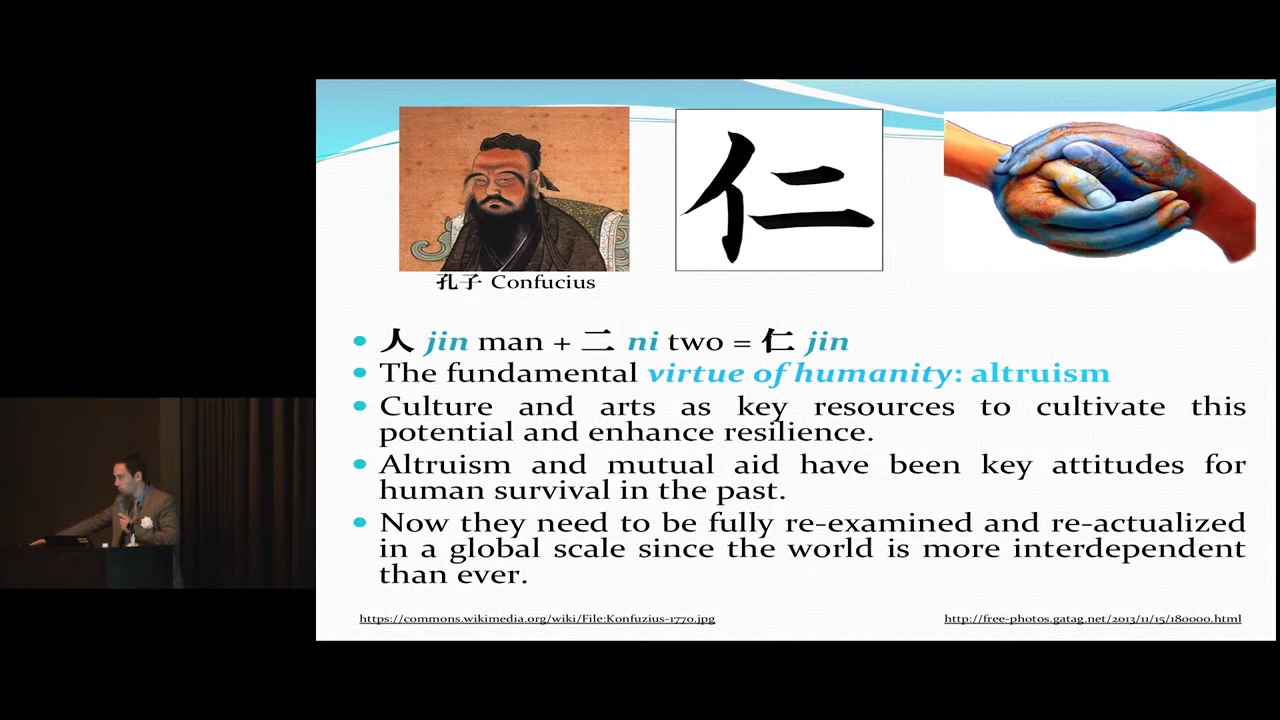 仁
孔子 Confucius
人 jin man + 二 ni two = 仁 jin
The fundamental virtue of humanity: altruism
Culture and arts as key resources to cultivate this
potential and enhance resilience.
Altruism and mutual aid have been key attitudes for
human survival in the past.
Now they need to be fully re-examined and re-actualized
in a global scale since the world is more interdependent
than ever.
https://commons.wikimedia.org/wiki/File:Konfuzius-1770.jpg
http://free-photos.gatag.net/2013/11/15/180000.html